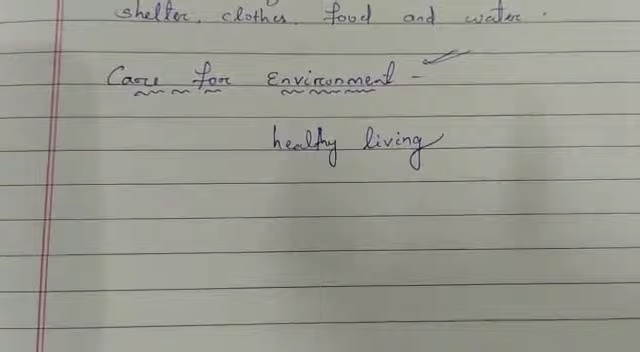 shelter, clothes, food and water.
Care for Environment -
healthy living